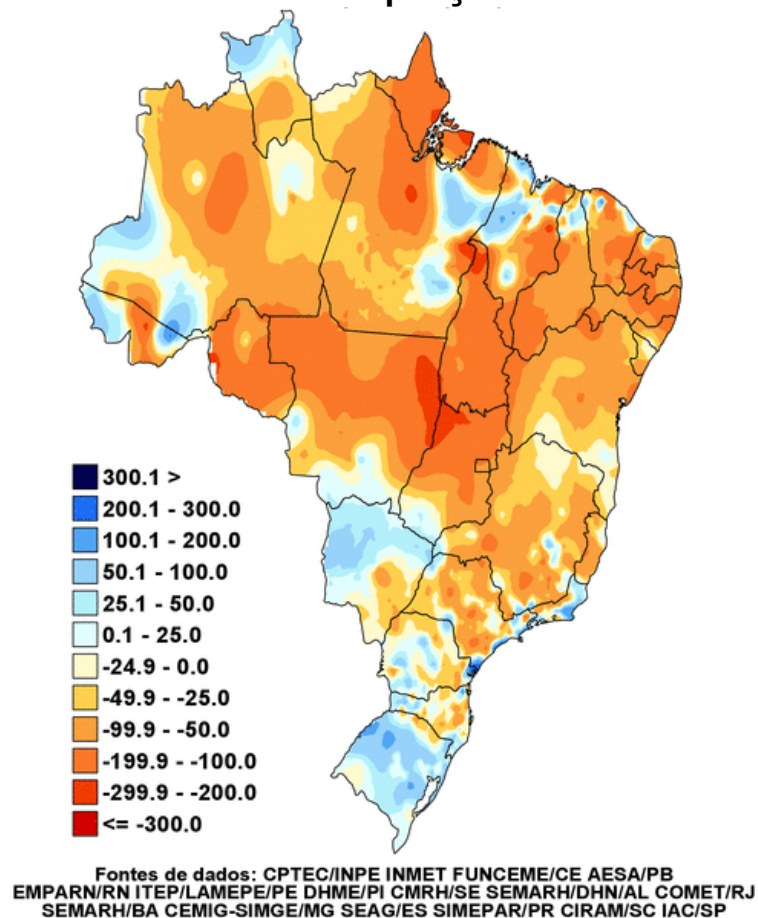 300.1 >
200.1 - 300.0
100.1 - 200.0
50.1 - 100.0
25.1 - 50.0
0.1 - 25.0
-24.9 - 0.0
-49.9 - -25.0
-99.9 - -50.0
-199.9 - -100.0
-299.9 - -200.0
<= -300.0
Fontes de dados: CPTEC/INPE INMET FUNCEME/CE AESA/PB
EMPARN/RN ITEP/LAMEPE/PE DHME/PI CMRH/SE SEMARH/DHN/AL COMET/RJ
SEMARH/BA CEMIG-SIMGE/MG SEAG/ES SIMEPAR/PR CIRAM/SC IAC/SP